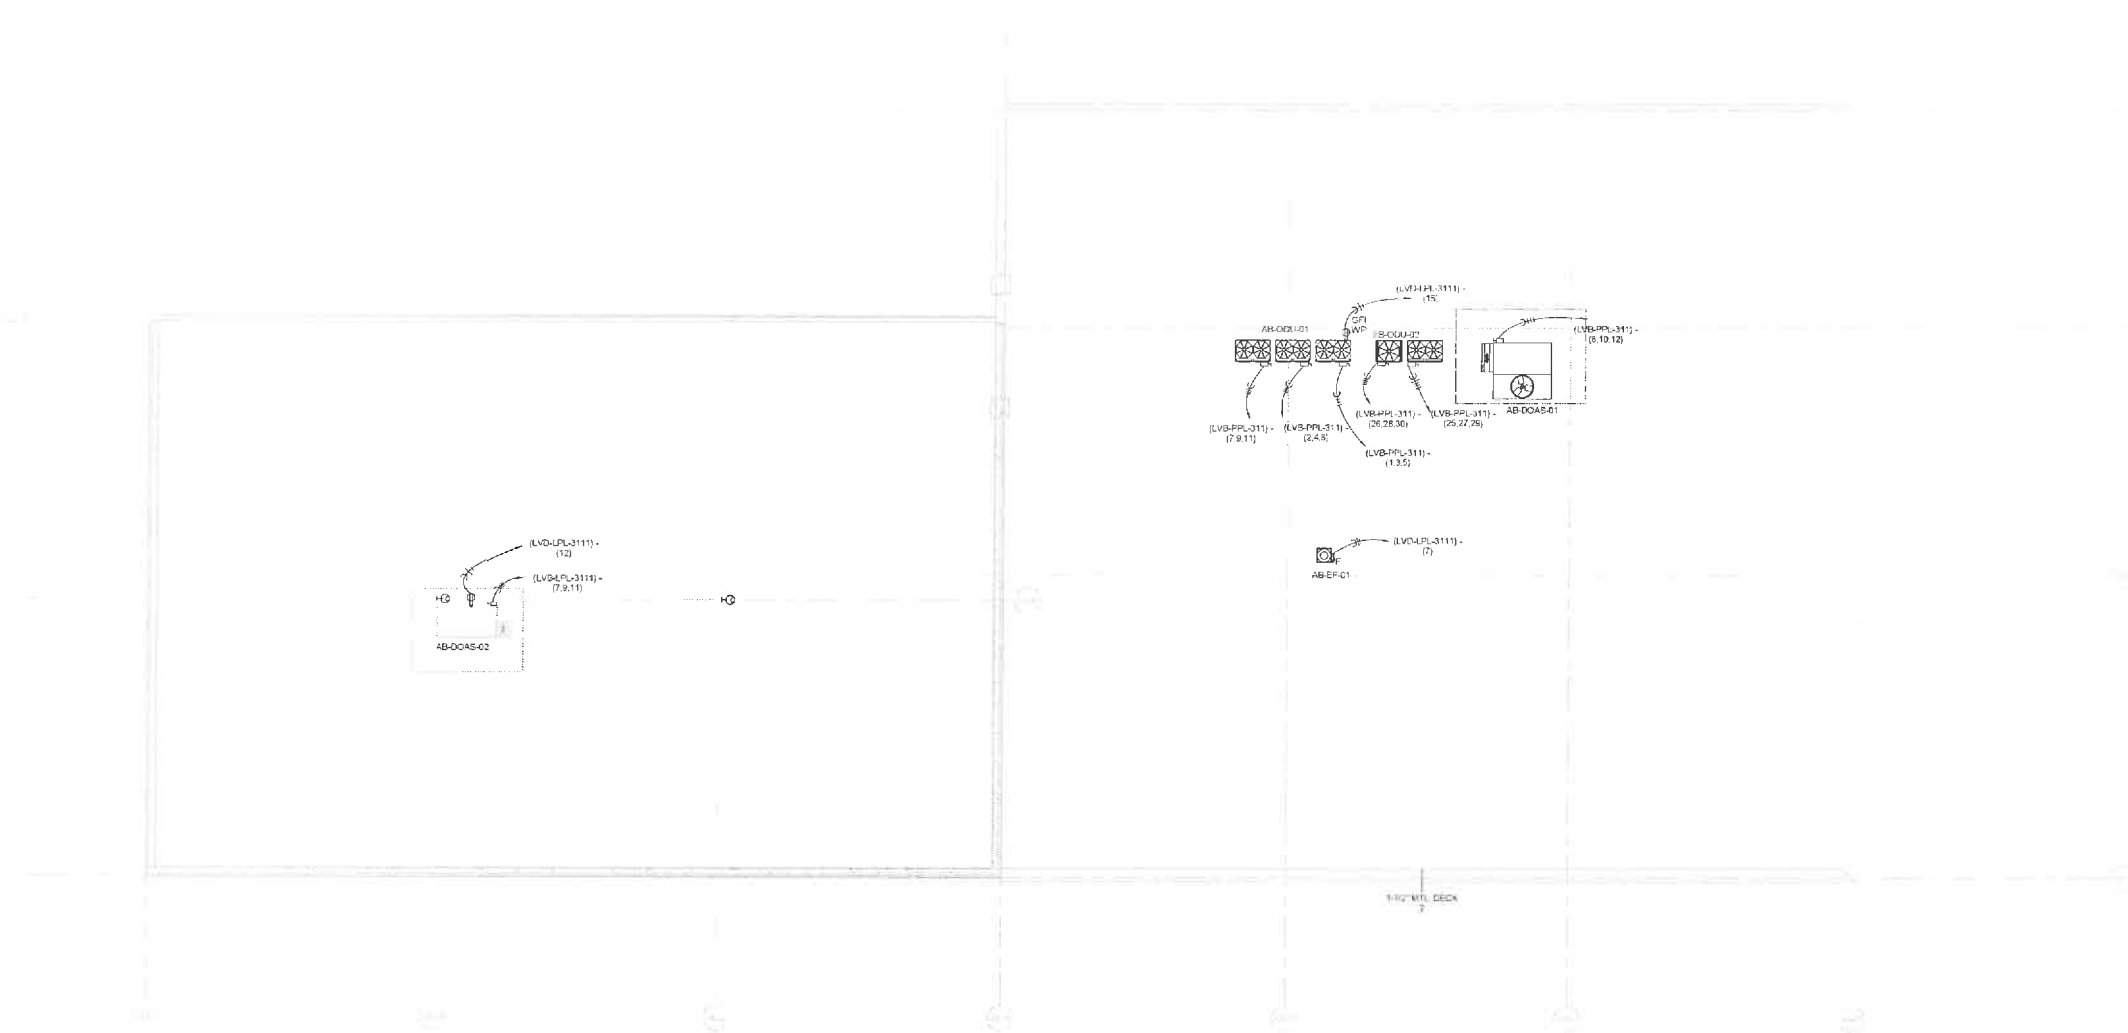 (LVD-LPL-3111) -
(15)
GFI
WP
AB-ODU-01
AB-ODU-02
(LVB-PPL-311) -
(8,10,12)
AB-DOAS-01
(LVB-PPL-311) -
(7,9,11)
(LVB-PPL-311) -
(2,4,6)
(LVB-PPL-311) -
(26,28,30)
(LVB-PPL-311) -
(25,27,29)
(LVB-PPL-311) -
(1,3,5)
(LVD-LPL-3111) -
(12)
(LVB-LPL-3111) -
(7,9,11)
AB-DOAS-02
(LVD-LPL-3111) -
(7)
F
AB-EF-01
MTL DECK